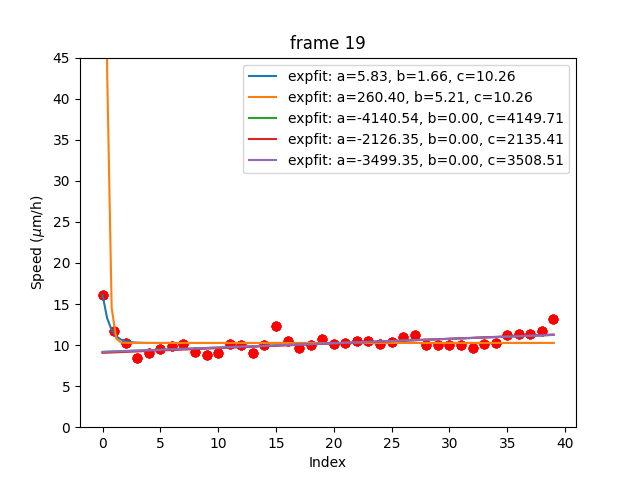 frame 19
Speed (μm/h)
45
40
35
30
25
20
15
10
5
0
expfit: a=5.83, b=1.66, c=10.26
expfit: a=260.40, b=5.21, c=10.26
expfit: a=-4140.54, b=0.00, c=4149.71
expfit: a=-2126.35, b=0.00, c=2135.41
expfit: a=-3499.35, b=0.00, c=3508.51
0 5 10 15 20 25 30 35 40
Index